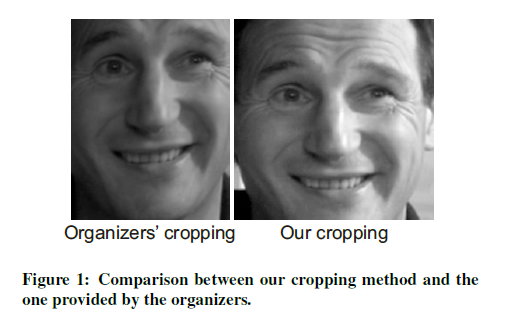 Organizers' cropping Our cropping
Figure 1: Comparison between our cropping method and the
one provided by the organizers.